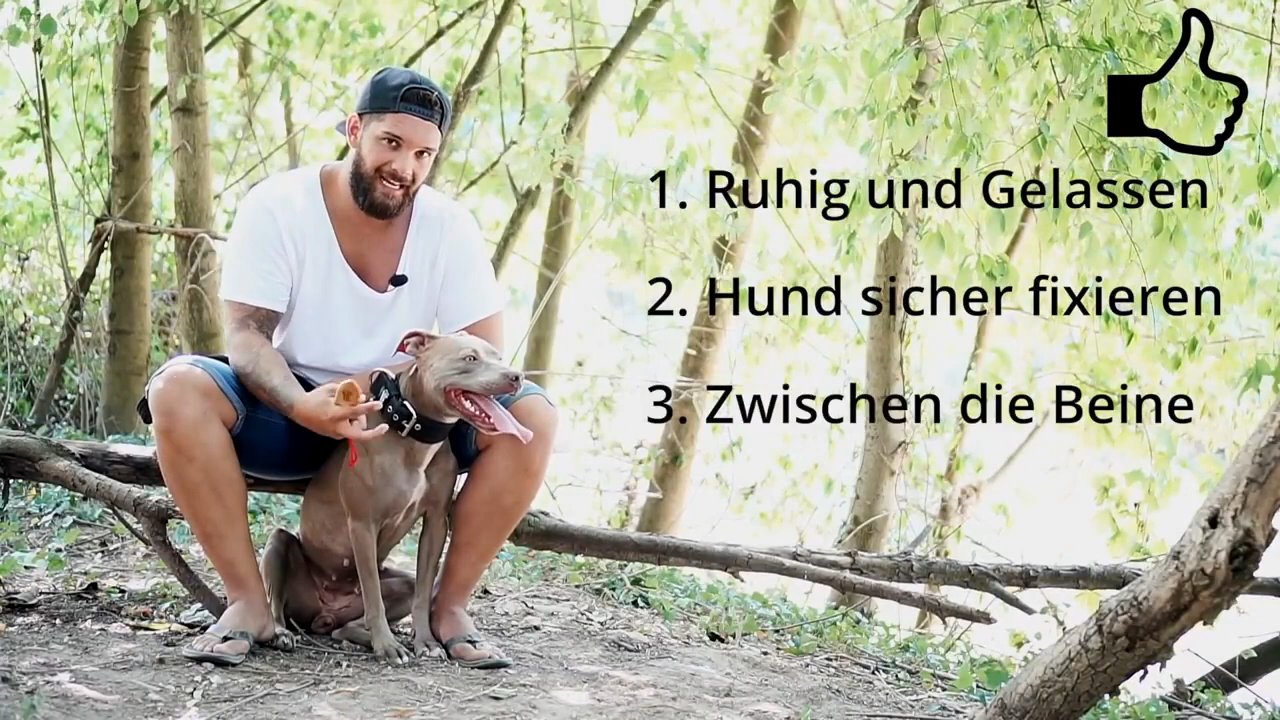 1. Ruhig und Gelassen
2. Hund sicher fixieren
3. Zwischen die Beine